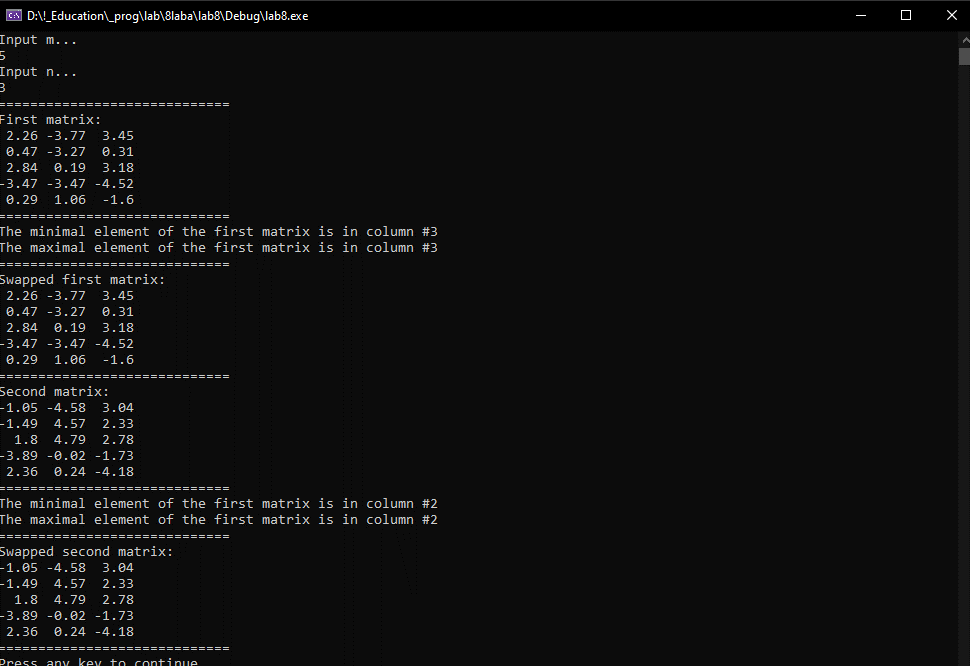 D:\!_Education\_prog\lab\8laba\lab8\Debug\lab8.exe
Input m...
5
Input n...
3
=============================
First matrix:
 2.26 -3.77  3.45
 0.47 -3.27  0.31
 2.84  0.19  3.18
-3.47 -3.47 -4.52
 0.29  1.06  -1.6
=============================
The minimal element of the first matrix is in column #3
The maximal element of the first matrix is in column #3
=============================
Swapped first matrix:
 2.26 -3.77  3.45
 0.47 -3.27  0.31
 2.84  0.19  3.18
-3.47 -3.47 -4.52
 0.29  1.06  -1.6
=============================
Second matrix:
-1.05 -4.58  3.04
-1.49  4.57  2.33
  1.8  4.79  2.78
-3.89 -0.02 -1.73
 2.36  0.24 -4.18
=============================
The minimal element of the first matrix is in column #2
The maximal element of the first matrix is in column #2
=============================
Swapped second matrix:
-1.05 -4.58  3.04
-1.49  4.57  2.33
  1.8  4.79  2.78
-3.89 -0.02 -1.73
 2.36  0.24 -4.18
=============================
Press any key to continue